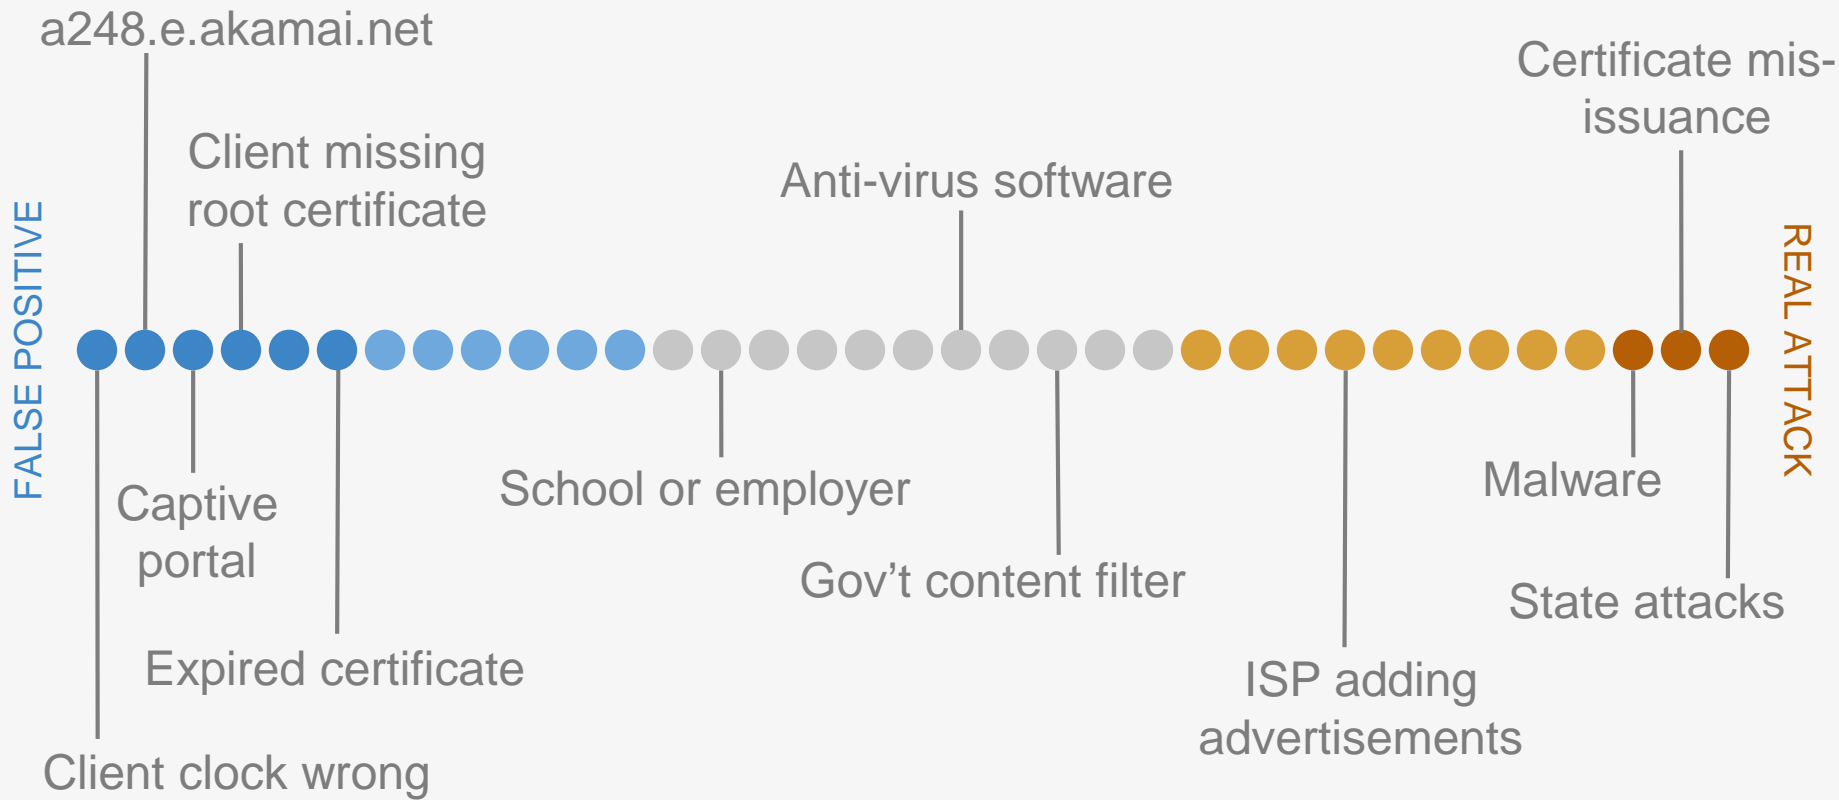 a248.e.akamai.net
Certificate mis-
issuance
Client missing
root certificate
Anti-virus software
FALSE POSITIVE
REAL ATTACK
Captive
portal
School or employer
Malware
Gov’t content filter
State attacks
Expired certificate
ISP adding
advertisements
Client clock wrong